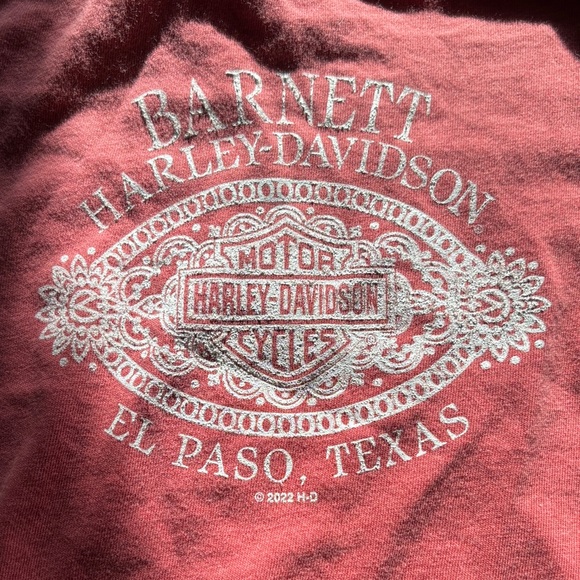 BARNETT
HARLEY-DAVIDSON®
MOTOR
HARLEY-DAVIDSON
CYCLES
EL PASO, TEXAS
© 2022 H-D